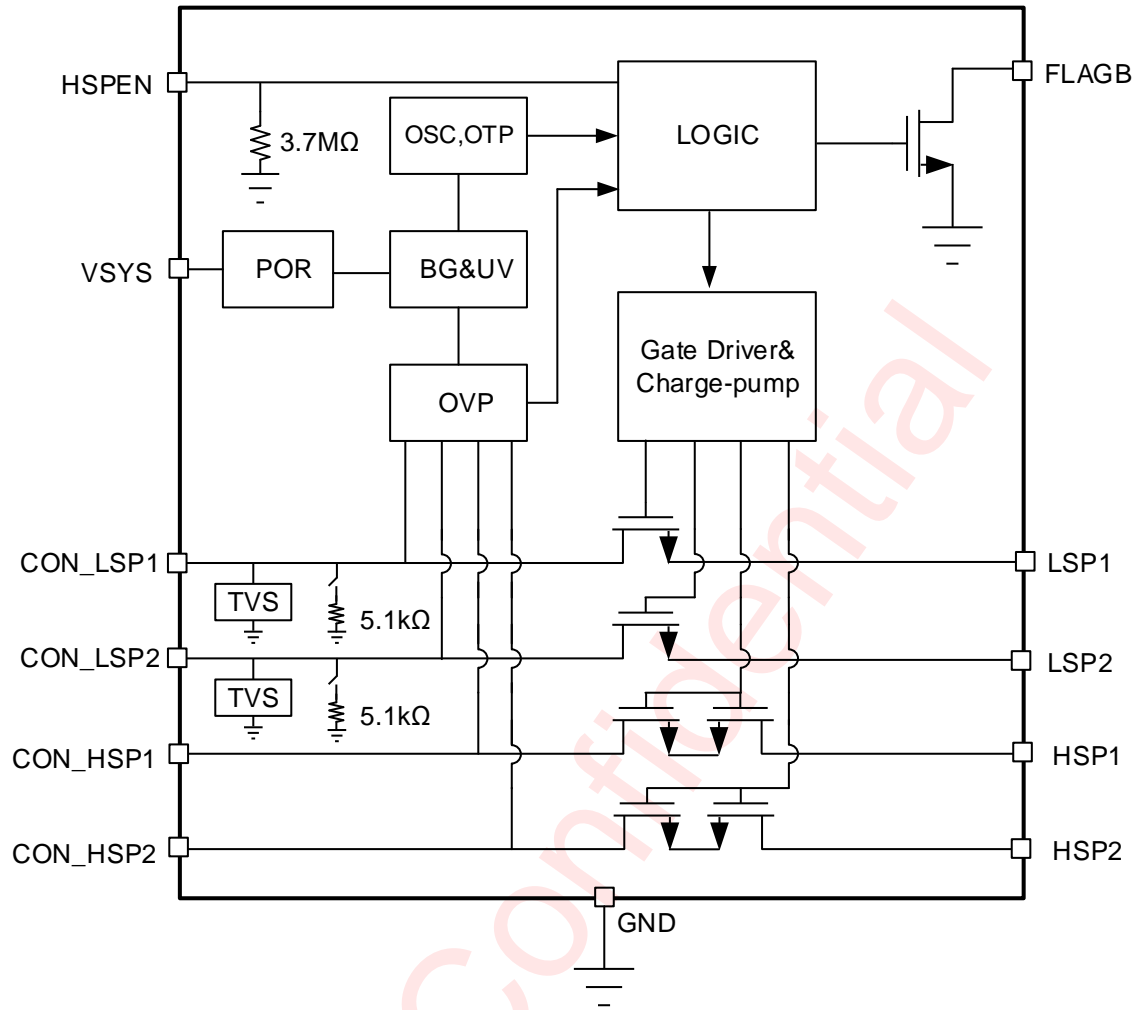 HSPEN
FLAGB
3.7MΩ
OSC,OTP
LOGIC
VSYS
POR
BG&UV
Gate Driver&
Charge-pump
OVP
CON_LSP1
LSP1
TVS
5.1kΩ
CON_LSP2
LSP2
TVS
5.1kΩ
CON_HSP1
HSP1
CON_HSP2
HSP2
GND
Confidential